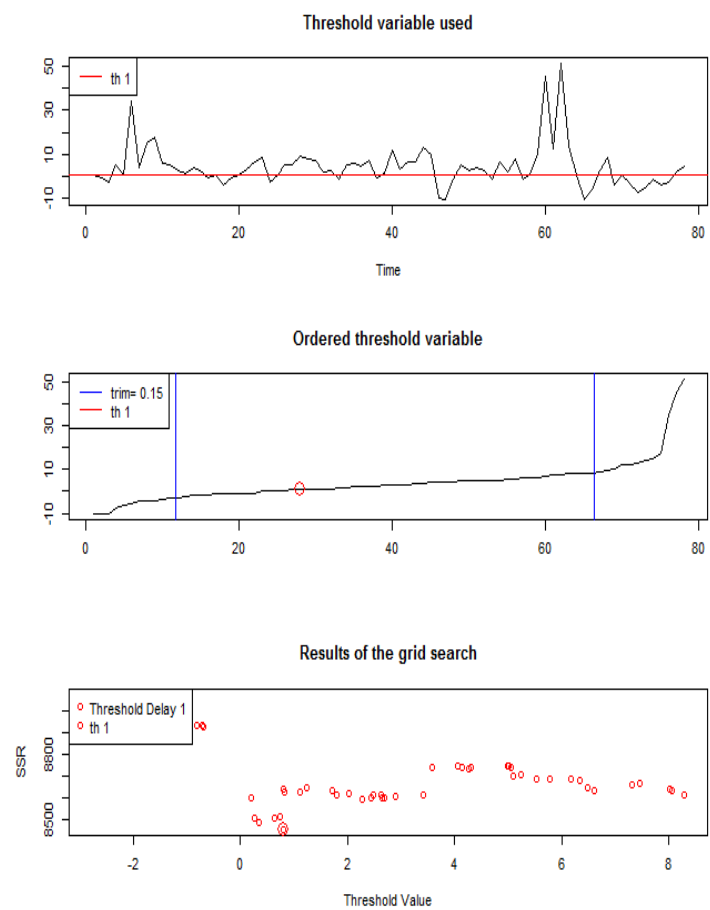 Threshold variable used
th 1
-10 10 30 50
0 20 40 60 80
Time
Ordered threshold variable
trim= 0.15
th 1
-10 10 30 50
0 20 40 60 80
Results of the grid search
Threshold Delay 1
th 1
SSR
8500 8800
-2 0 2 4 6 8
Threshold Value